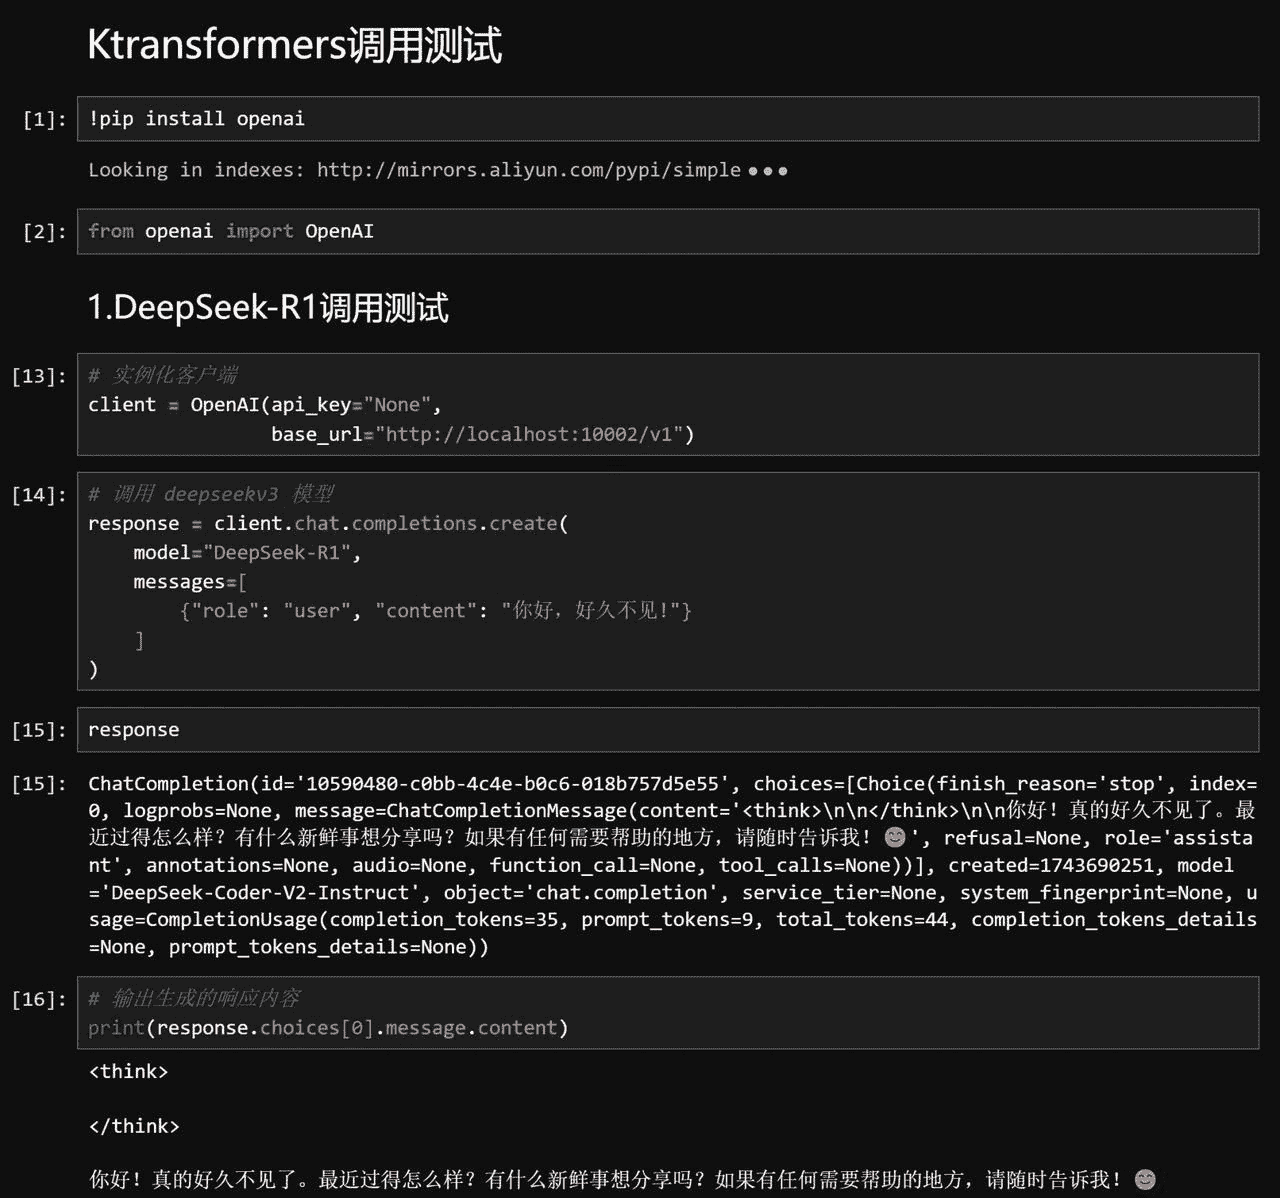 Ktransformers调用测试
[1]: !pip install openai
Looking in indexes: http://mirrors.aliyun.com/pypi/simple •••
[2]: from openai import OpenAI
1.DeepSeek-R1调用测试
[13]: # 实例化客户端
client = OpenAI(api_key="None",
                base_url="http://localhost:10002/v1")
[14]: # 调用 deepseekv3 模型
response = client.chat.completions.create(
    model="DeepSeek-R1",
    messages=[
        {"role": "user", "content": "你好，好久不见!"}
    ]
)
[15]: response
[15]: ChatCompletion(id='10590480-c0bb-4c4e-b0c6-018b757d5e55', choices=[Choice(finish_reason='stop', index=
0, logprobs=None, message=ChatCompletionMessage(content='<think>\n\n</think>\n\n你好！真的好久不见了。最
近过得怎么样？有什么新鲜事想分享吗？如果有任何需要帮助的地方，请随时告诉我！😊', refusal=None, role='assista
nt', annotations=None, audio=None, function_call=None, tool_calls=None))], created=1743690251, model
='DeepSeek-Coder-V2-Instruct', object='chat.completion', service_tier=None, system_fingerprint=None, u
sage=CompletionUsage(completion_tokens=35, prompt_tokens=9, total_tokens=44, completion_tokens_details
=None, prompt_tokens_details=None))
[16]: # 输出生成的响应内容
print(response.choices[0].message.content)
<think>
</think>
你好！真的好久不见了。最近过得怎么样？有什么新鲜事想分享吗？如果有任何需要帮助的地方，请随时告诉我！😊